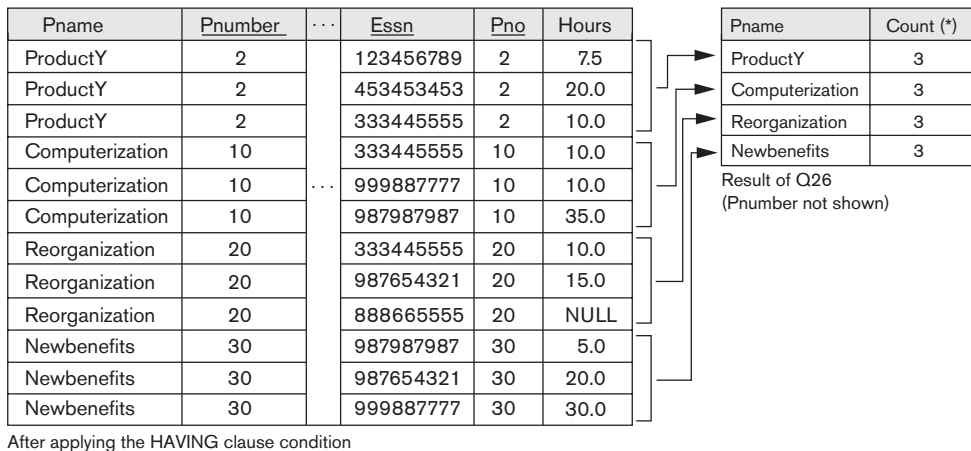 Pname Pnumber ... Essn Pno Hours
ProductY 2 123456789 2 7.5
ProductY 2 453453453 2 20.0
ProductY 2 333445555 2 10.0
Computerization 10 333445555 10 10.0
Computerization 10 ... 999887777 10 10.0
Computerization 10 987987987 10 35.0
Reorganization 20 333445555 20 10.0
Reorganization 20 987654321 20 15.0
Reorganization 20 888665555 20 NULL
Newbenefits 30 987987987 30 5.0
Newbenefits 30 987654321 30 20.0
Newbenefits 30 999887777 30 30.0
After applying the HAVING clause condition
Pname Count (*)
ProductY 3
Computerization 3
Reorganization 3
Newbenefits 3
Result of Q26
(Pnumber not shown)